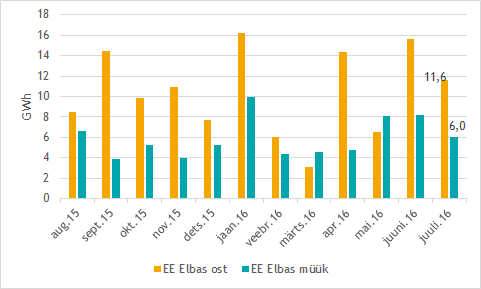 18
16
14
12
10
8
6
4
2
0
GWh
11,6
6,0
aug.15
sept.15
okt.15
nov.15
dets.15
jaan.16
veebr.16
märts.16
apr.16
mai.16
juuni.16
juuli.16
EE Elbas ost
EE Elbas müük